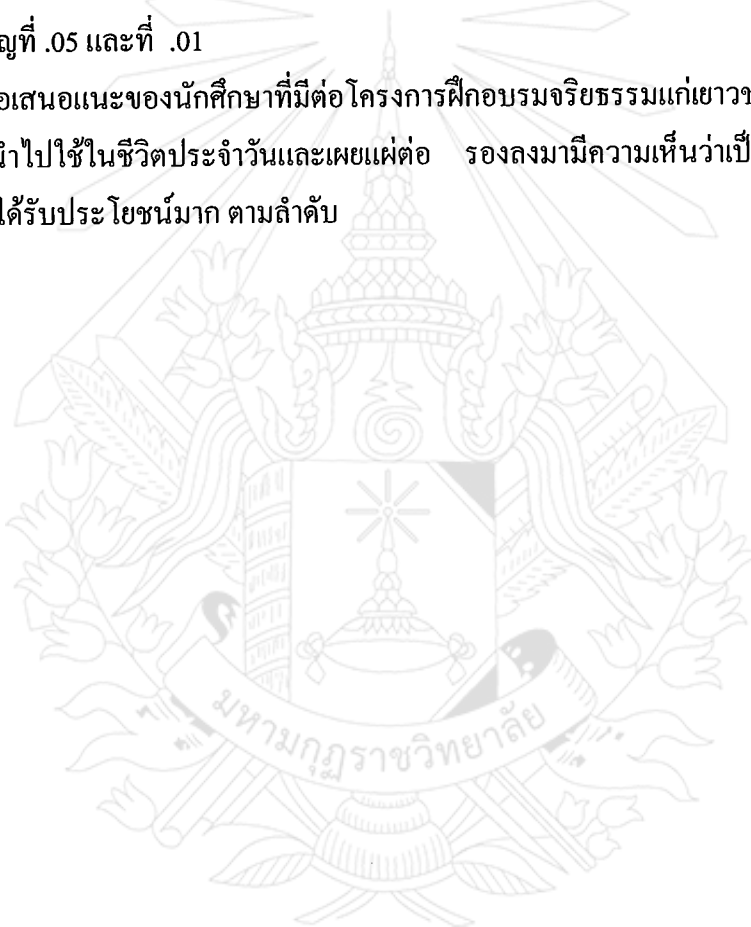 ญที่ .05 และที่ .01
อเสนอแนะของนักศึกษาที่มีต่อโครงการฝึกอบรมจริยธรรมแก่เยาวช
นำไปใช้ในชีวิตประจำวันและเผยแผ่ต่อ รองลงมามีความเห็นว่าเป็
ได้รับประโยชน์มาก ตามลำดับ
มหามกุฏราชวิทยาลัย